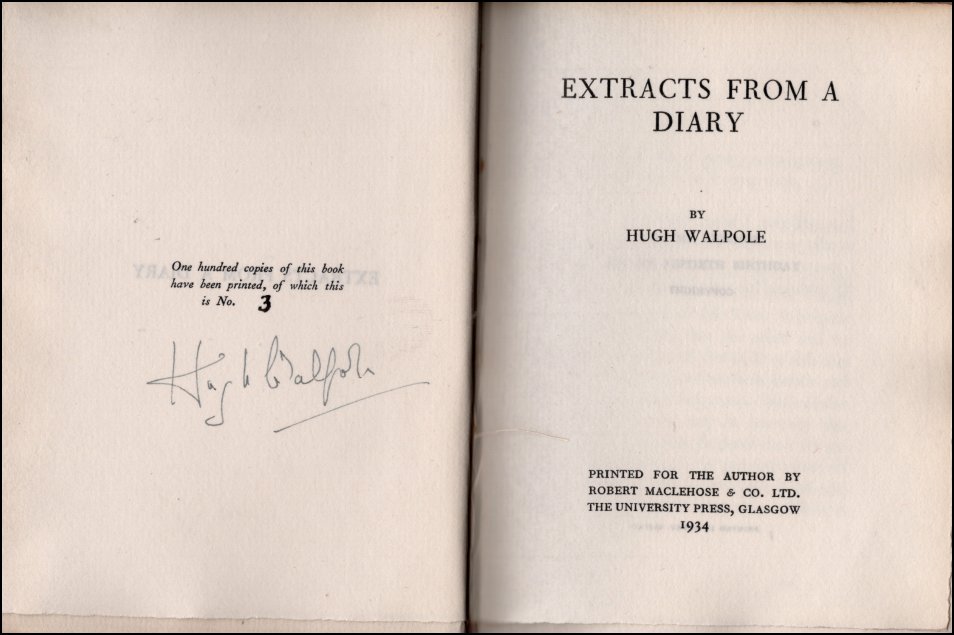 One hundred copies of this book
have been printed, of which this
is No. 3
Hugh Walpole
EXTRACTS FROM A
DIARY
BY
HUGH WALPOLE
PRINTED FOR THE AUTHOR BY
ROBERT MACLEHOSE & CO. LTD.
THE UNIVERSITY PRESS, GLASGOW
1934